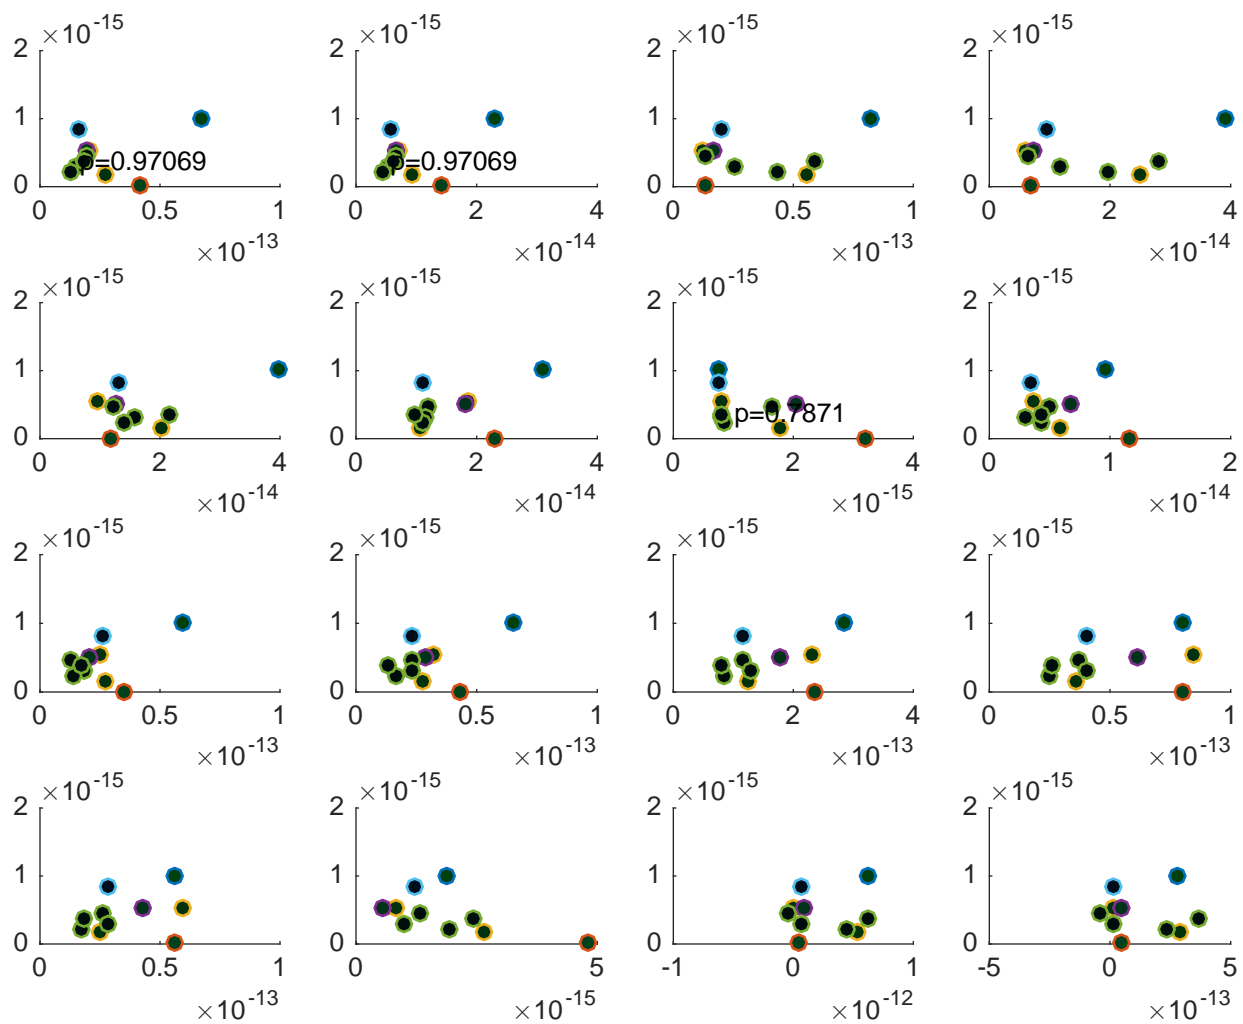 ×10-15 ×10-15 ×10-15 ×10-15
2 2 2 2
1 1 1 1
p=0.97069 p=0.97069
0 0 0 0
0 0.5 1 0 2 4 0 0.5 1 0 2 4
×10-13 ×10-14 ×10-13 ×10-14
×10-15 ×10-15 ×10-15 ×10-15
2 2 2 2
1 1 1 1
p=0.7871
0 0 0 0
0 2 4 0 2 4 0 2 4 0 1 2
×10-14 ×10-14 ×10-15 ×10-14
×10-15 ×10-15 ×10-15 ×10-15
2 2 2 2
1 1 1 1
0 0 0 0
0 0.5 1 0 0.5 1 0 2 4 0 0.5 1
×10-13 ×10-13 ×10-13 ×10-13
×10-15 ×10-15 ×10-15 ×10-15
2 2 2 2
1 1 1 1
0 0 0 0
0 0.5 1 0 5 -1 0 1 -5 0 5
×10-13 ×10-15 ×10-12 ×10-13